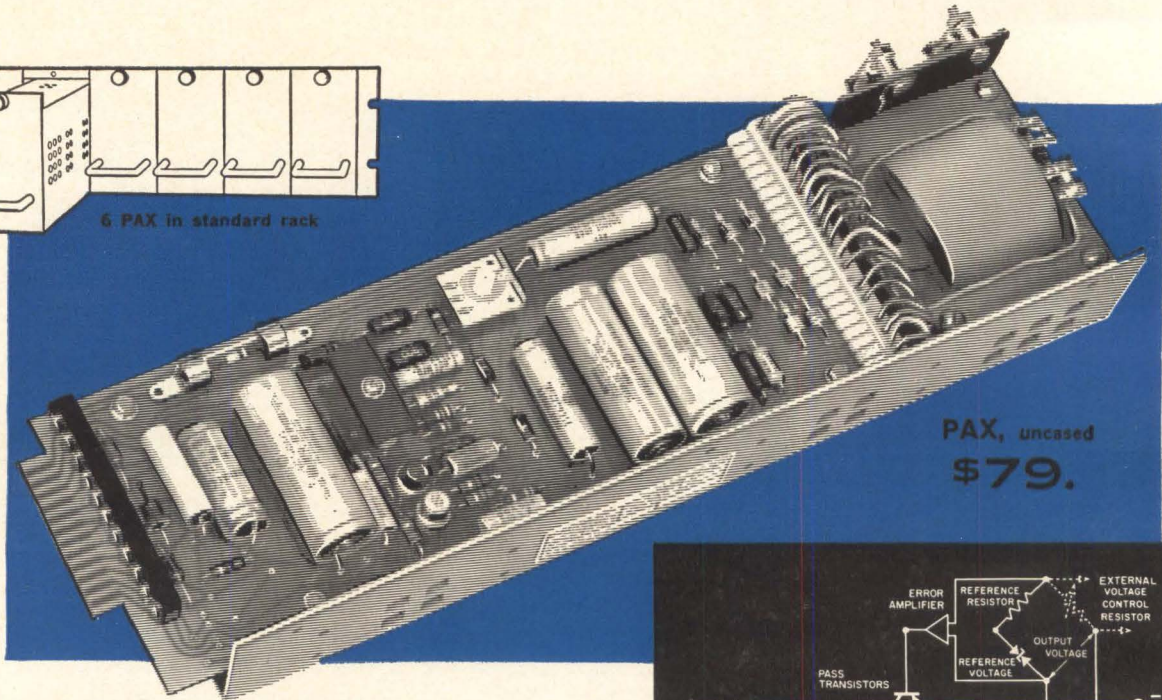 6 PAX in standard rack
PAX, uncased
$79.
ERROR
AMPLIFIER
REFERENCE
RESISTOR
EXTERNAL
VOLTAGE
CONTROL
RESISTOR
OUTPUT
VOLTAGE
REFERENCE
VOLTAGE
PASS
TRANSISTORS